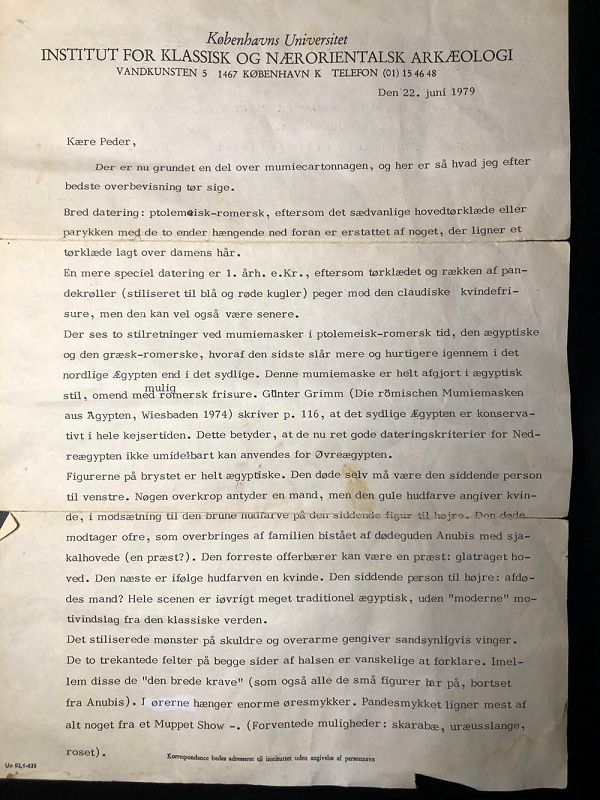 Københavns Universitet
INSTITUT FOR KLASSISK OG NÆRORIENTALSK ARKÆOLOGI
VANDKUNSTEN 5 1467 KØBENHAVN K TELEFON (01) 15 46 48
Den 22. juni 1979
Kære Peder,
Der er nu grundet en del over mumiecartonnagen, og her er så hvad jeg efter
bedste overbevisning tør sige.
Bred datering: ptolemeisk-romersk, eftersom det sædvanlige hovedtørklæde eller
parykken med de to ender hængende ned foran er erstattet af noget, der ligner et
tørklæde lagt over damens hår.
En mere speciel datering er 1. årh. e.Kr., eftersom tørklædet og rækken af pan-
dekrøller (stiliseret til blå og røde kugler) peger mod den claudiske kvindefri-
sure, men den kan vel også være senere.
Der ses to stilretninger ved mumiemasker i ptolemeisk-romersk tid, den ægyptiske
og den græsk-romerske, hvoraf den sidste slår mere og hurtigere igennem i det
nordlige Ægypten end i det sydlige. Denne mumiemaske er helt afgjort i ægyptisk
mulig
stil, omend med romersk frisure. Günter Grimm (Die römischen Mumiemasken
aus Ägypten, Wiesbaden 1974) skriver p. 116, at det sydlige Ægypten er konserva-
tivt i hele kejsertiden. Dette betyder, at de nu ret gode dateringskriterier for Ned-
reægypten ikke umidelbart kan anvendes for Øvreægypten.
Figurerne på brystet er helt ægyptiske. Den døde selv må være den siddende person
til venstre. Nøgen overkrop antyder en mand, men den gule hudfarve angiver kvin-
de, i modsætning til den brune hudfarve på den siddende figur til højre. Den døde
modtager ofre, som overbringes af familien bistået af dødeguden Anubis med sja-
kalhovede (en præst?). Den forreste offerbærer kan være en præst: glatraget ho-
ved. Den næste er ifølge hudfarven en kvinde. Den siddende person til højre: afdø-
des mand? Hele scenen er iøvrigt meget traditionel ægyptisk, uden "moderne" mo-
tivindslag fra den klassiske verden.
Det stiliserede mønster på skuldre og overarme gengiver sandsynligvis vinger.
De to trekantede felter på begge sider af halsen er vanskelige at forklare. Imel-
lem disse de "den brede krave" (som også alle de små figurer har på, bortset
fra Anubis). I ørerne hænger enorme øresmykker. Pandesmykket ligner mest af
alt noget fra et Muppet Show -. (Forventede muligheder: skarabæ, uræusslange,
roset).
Korrespondance bedes adresseret til instituttet uden angivelse af personnavn
Un 02,1-635